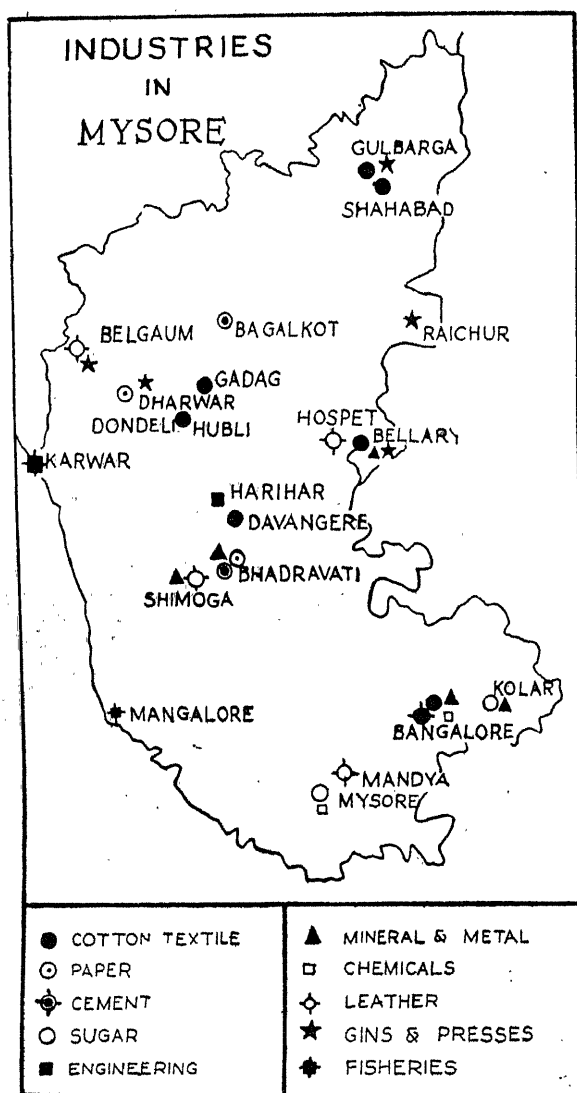 INDUSTRIES
IN
MYSORE
GULBARGA
SHAHABAD
BELGAUM
BAGALKOT
RAICHUR
GADAG
DHARWAR
DONDELI
HUBLI
HOSPET
BELLARY
KARWAR
HARIHAR
DAVANGERE
BHADRAVATI
SHIMOGA
KOLAR
MANGALORE
BANGALORE
MANDYA
MYSORE
COTTON TEXTILE
PAPER
CEMENT
SUGAR
ENGINEERING
MINERAL & METAL
CHEMICALS
LEATHER
GINS & PRESSES
FISHERIES